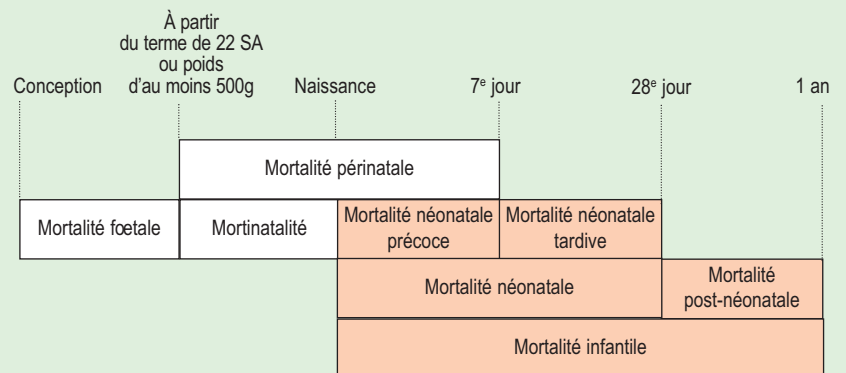 À partir
du terme de 22 SA
ou poids
d'au moins 500g
Conception
Naissance
7e jour
28e jour
1 an
Mortalité périnatale
Mortalité fœtale
Mortinatalité
Mortalité néonatale
précoce
Mortalité néonatale
tardive
Mortalité néonatale
Mortalité
post-néonatale
Mortalité infantile